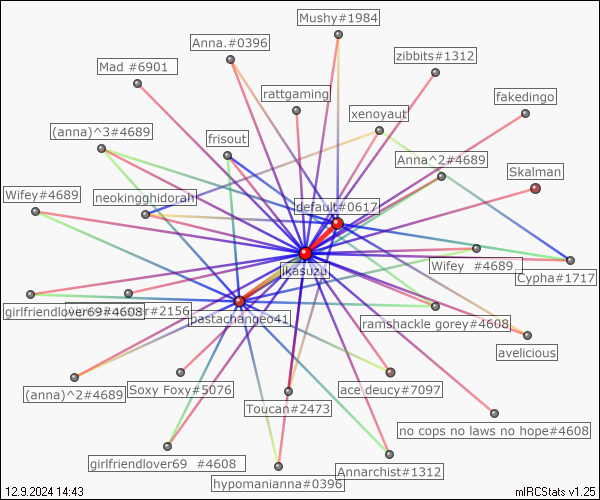 Mushy#1984
Anna.#0396
zibbits#1312
Mad #6901
rattgaming
fakedingo
xenoyaut
(anna)^3#4689
frisout
Anna^2#4689
Skalman
Wifey#4689
neokingghidorah
default#0617
jkasuzu
Wifey #4689
Cypha#1717
girlfriendlover69#4608
#2156
pastachangeo41
ramshackle gorey#4608
avelicious
(anna)^2#4689
Soxy Foxy#5076
ace deucy#7097
Toucan#2473
no cops no laws no hope#4608
girlfriendlover69 #4608
Annarchist#1312
hypomanianna#0396
12.9.2024 14:43
mIRCStats v1.25